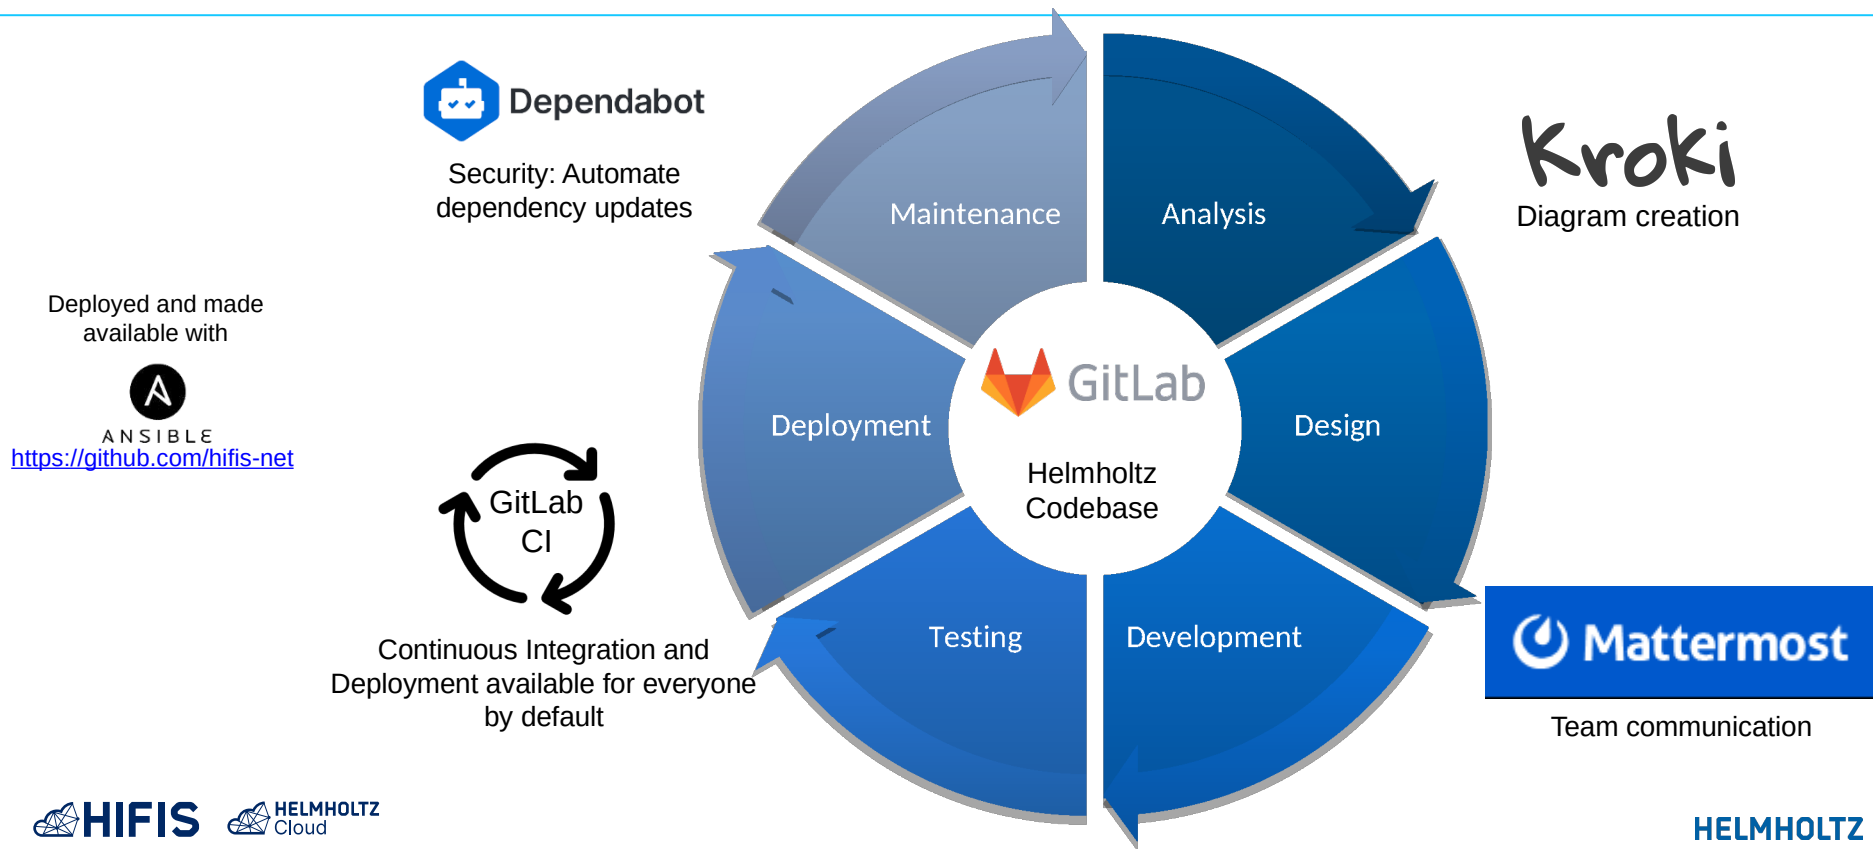 Dependabot
Security: Automate
dependency updates
Deployed and made
available with
ANSIBLE
https://github.com/hifis-net
GitLab
CI
Continuous Integration and
Deployment available for everyone
by default
Maintenance
Analysis
Deployment
Design
Testing
Development
GitLab
Helmholtz
Codebase
Kroki
Diagram creation
Mattermost
Team communication
HIFIS
HELMHOLTZ
Cloud
HELMHOLTZ